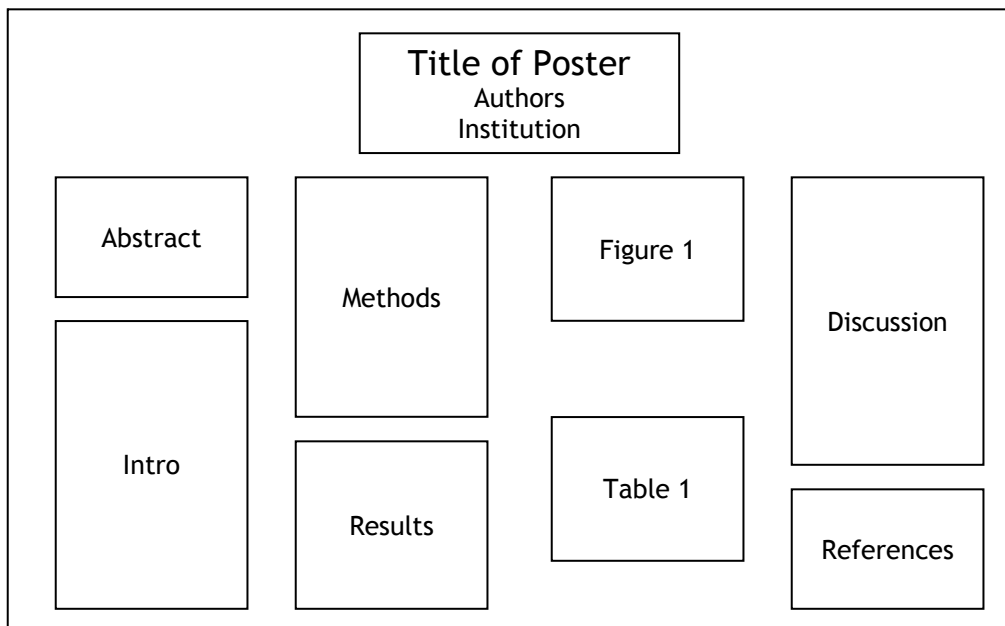 Title of Poster
Authors
Institution
Abstract
Intro
Methods
Results
Figure 1
Table 1
Discussion
References